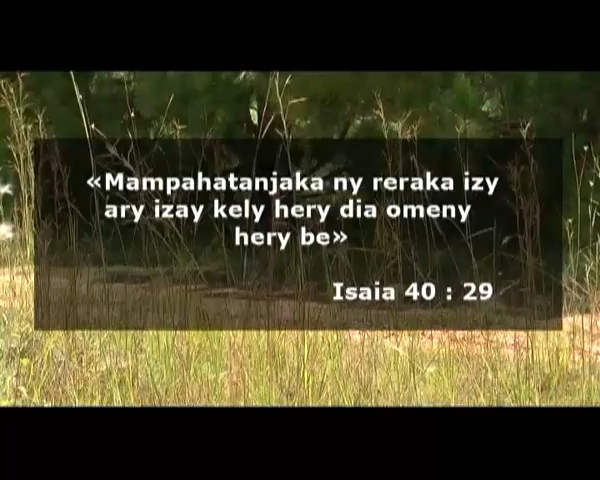 «Mampahatanjaka ny reraka izy
ary izay kely hery dia omeny
hery be»
Isaia 40 : 29